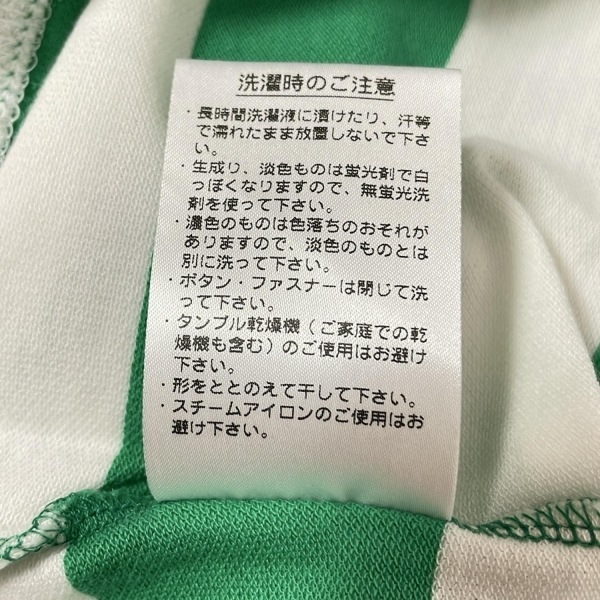 洗濯時のご注意
・長時間洗濯液に漬けたり、汗等
で濡れたまま放置しないで下さ
い。
・生成り、淡色ものは蛍光剤で白
っぽくなりますので、無蛍光洗
剤を使って下さい。
・濃色のものは色落ちのおそれが
ありますので、淡色のものとは
別に洗って下さい。
・ボタン・ファスナーは閉じて洗
って下さい。
・タンブル乾燥機（ご家庭での乾
燥機も含む）のご使用はお避け
下さい。
・形をととのえて干して下さい。
・スチームアイロンのご使用はお
避け下さい。